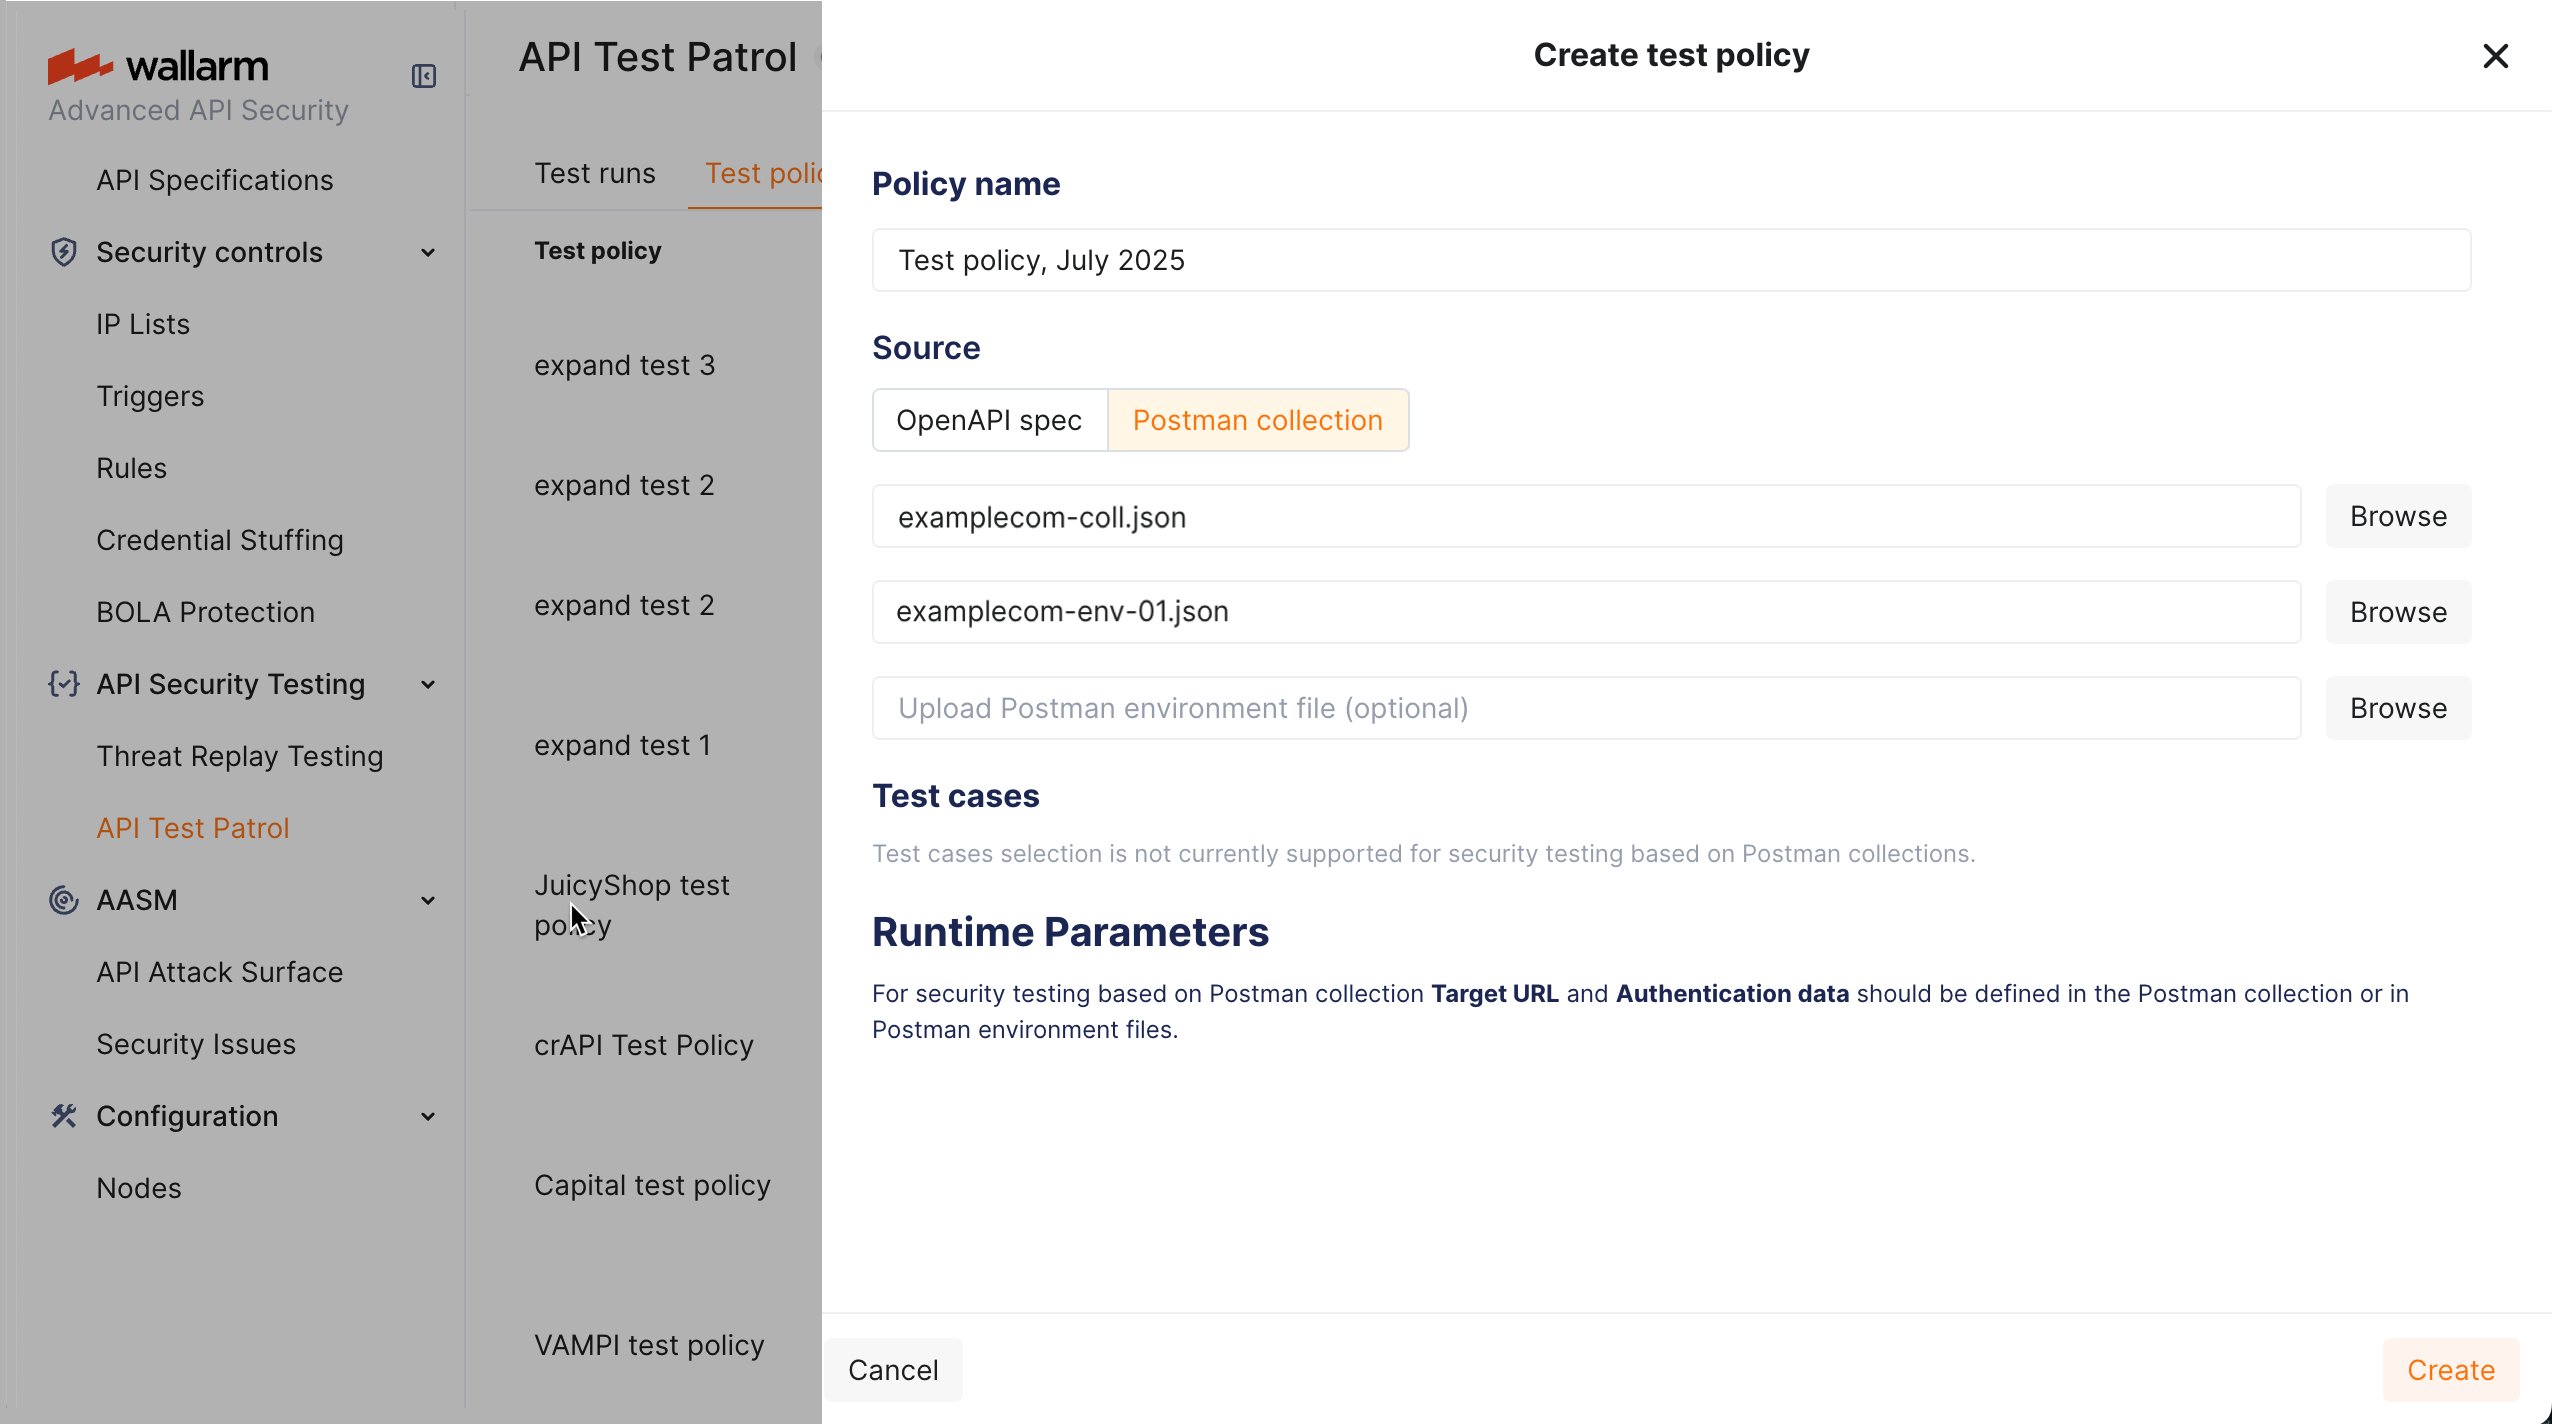 wallarm
Advanced API Security
API Specifications
Security controls
IP Lists
Triggers
Rules
Credential Stuffing
BOLA Protection
API Security Testing
Threat Replay Testing
API Test Patrol
AASM
API Attack Surface
Security Issues
Configuration
Nodes
API Test Patrol
Test runs
Test polic
Test policy
expand test 3
expand test 2
expand test 2
expand test 1
JuicyShop test
policy
crAPI Test Policy
Capital test policy
VAMPI test policy
Create test policy
Policy name
Test policy, July 2025
Source
OpenAPI spec
Postman collection
examplecom-coll.json
Browse
examplecom-env-01.json
Browse
Upload Postman environment file (optional)
Browse
Test cases
Test cases selection is not currently supported for security testing based on Postman collections.
Runtime Parameters
For security testing based on Postman collection Target URL and Authentication data should be defined in the Postman collection or in
Postman environment files.
Cancel
Create